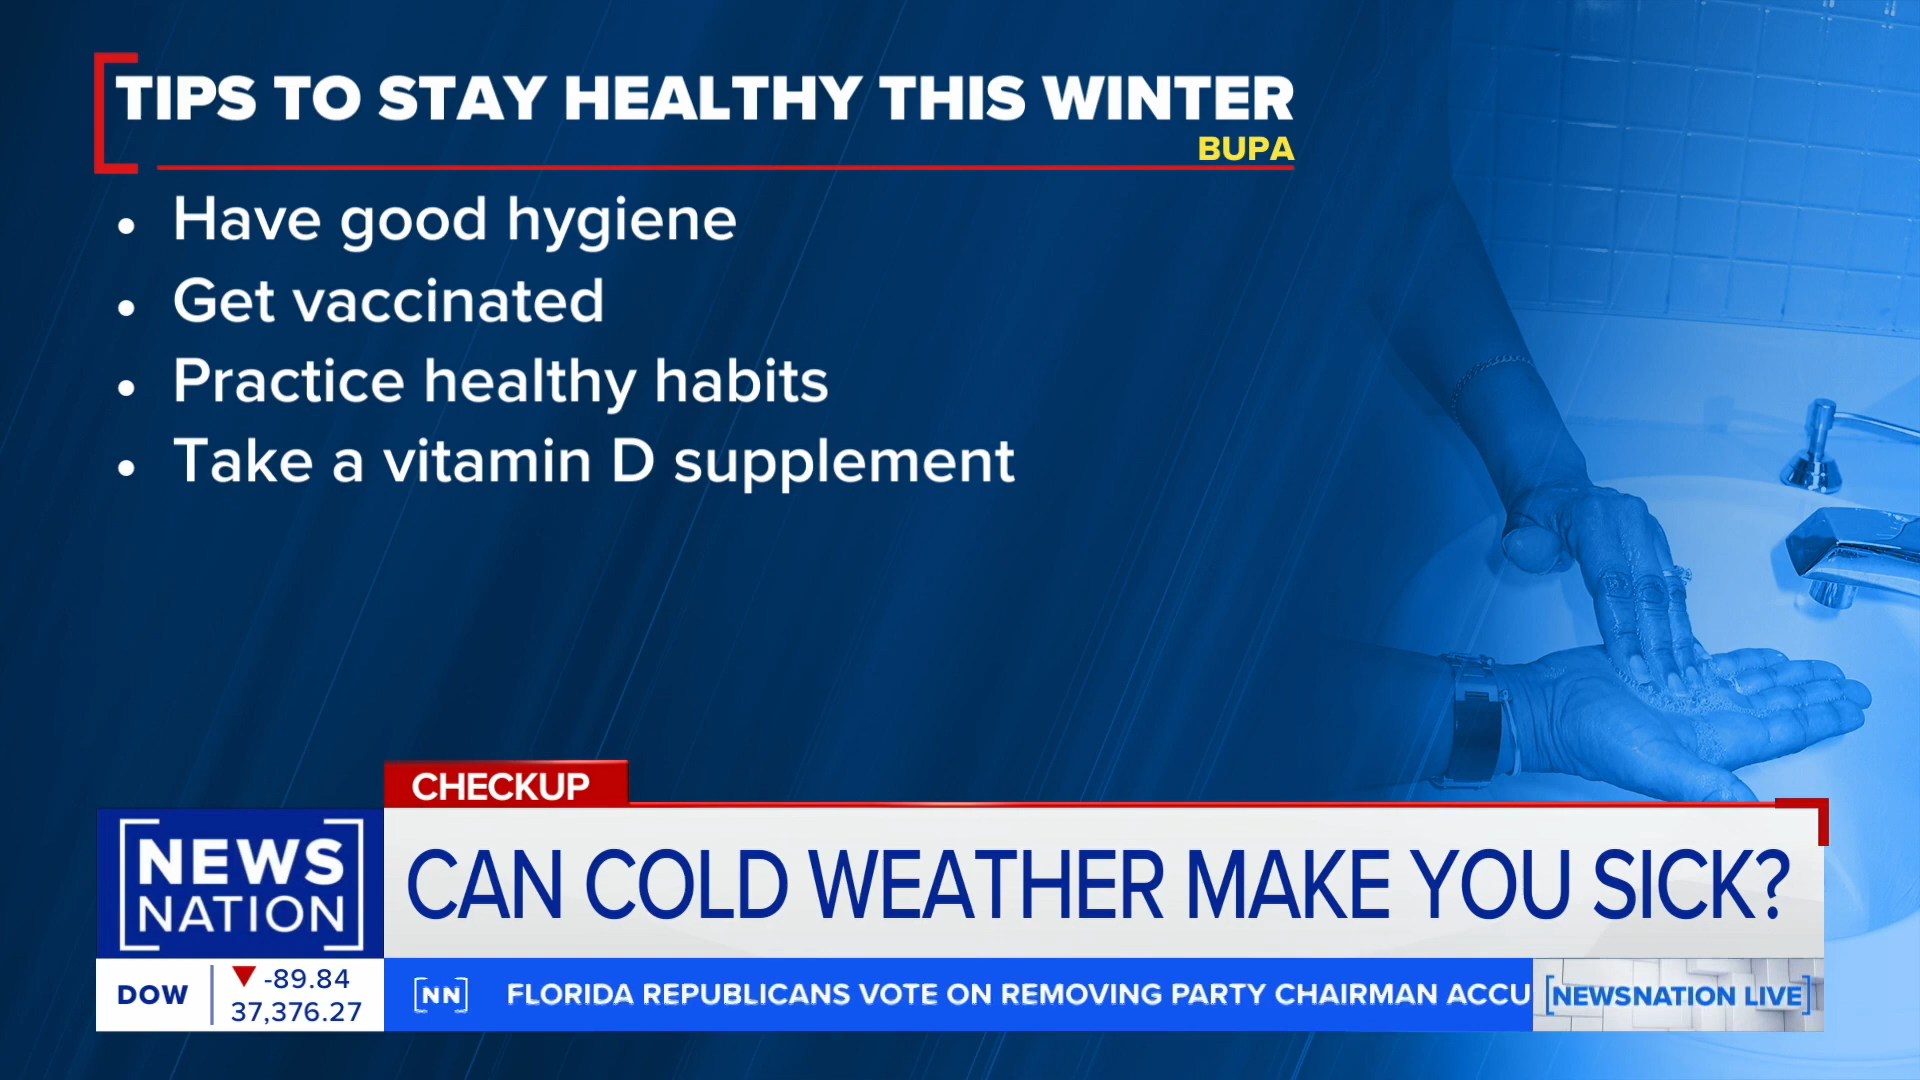 TIPS TO STAY HEALTHY THIS WINTER
BUPA
• Have good hygiene
• Get vaccinated
• Practice healthy habits
• Take a vitamin D supplement
CHECKUP
NEWS
NATION
CAN COLD WEATHER MAKE YOU SICK?
DOW
-89.84
37,376.27
NN
FLORIDA REPUBLICANS VOTE ON REMOVING PARTY CHAIRMAN ACCU
NEWSNATION LIVE